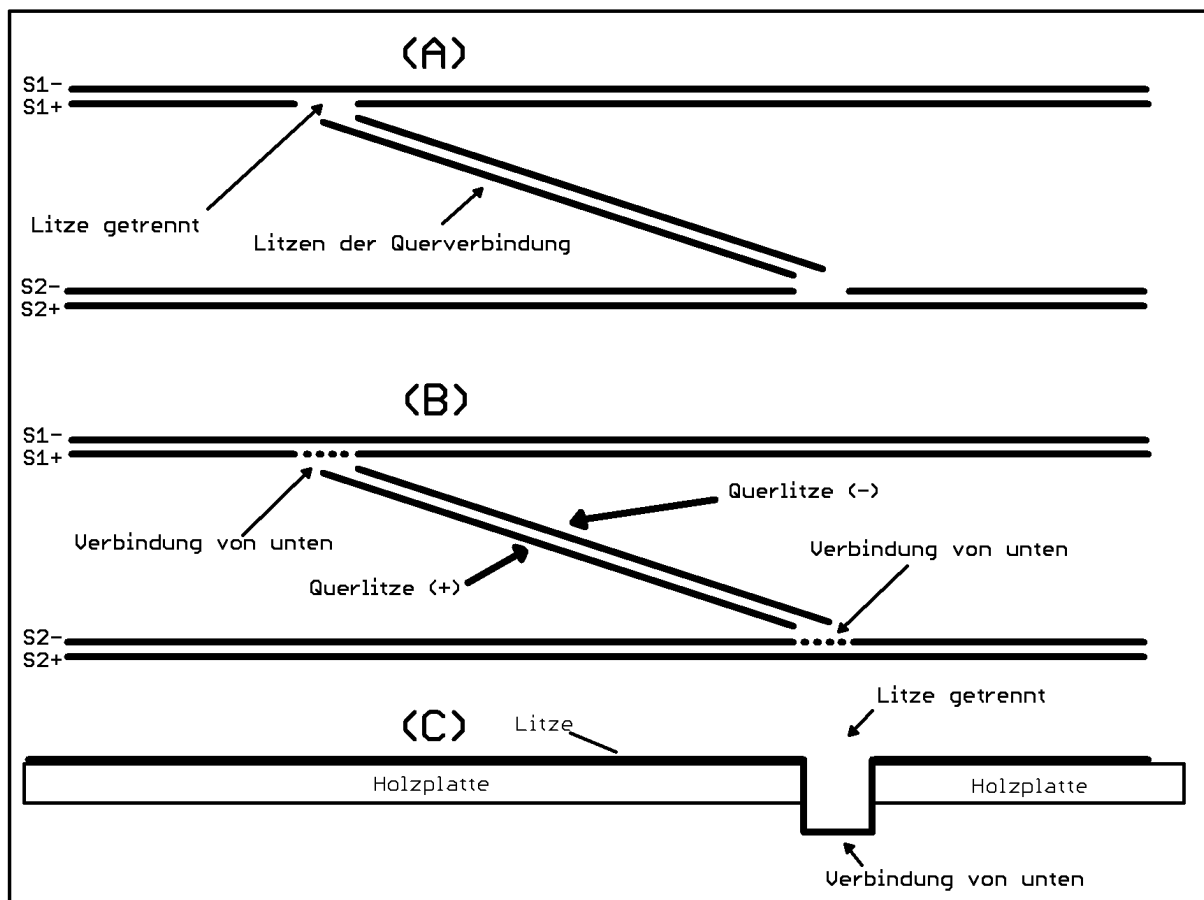 (A)
S1-
S1+
Litze getrennt
Litzen der Querverbindung
S2-
S2+
(B)
S1-
S1+
Querlitze (-)
Verbindung von unten
Verbindung von unten
Querlitze (+)
S2-
S2+
Litze getrennt
(C)
Litze
Holzplatte
Holzplatte
Verbindung von unten